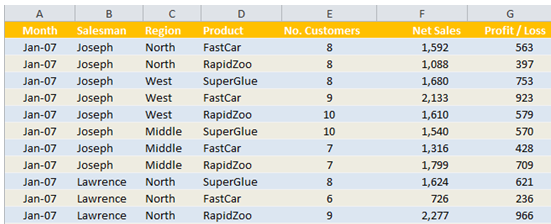 A B C D E F G
Month Salesman Region Product No. Customers Net Sales Profit / Loss
Jan-07 Joseph North FastCar 8 1,592 563
Jan-07 Joseph North RapidZoo 8 1,088 397
Jan-07 Joseph West SuperGlue 8 1,680 753
Jan-07 Joseph West FastCar 9 2,133 923
Jan-07 Joseph West RapidZoo 10 1,610 579
Jan-07 Joseph Middle SuperGlue 10 1,540 570
Jan-07 Joseph Middle FastCar 7 1,316 428
Jan-07 Joseph Middle RapidZoo 7 1,799 709
Jan-07 Lawrence North SuperGlue 8 1,624 621
Jan-07 Lawrence North FastCar 6 726 236
Jan-07 Lawrence North RapidZoo 9 2,277 966